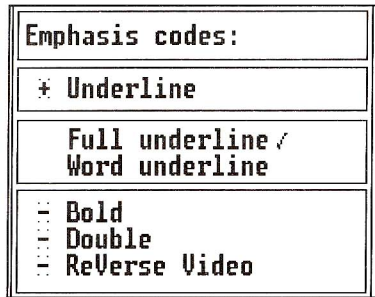 Emphasis codes:
+ Underline
Full underline ✓
Word underline
- Bold
- Double
- ReVerse Video